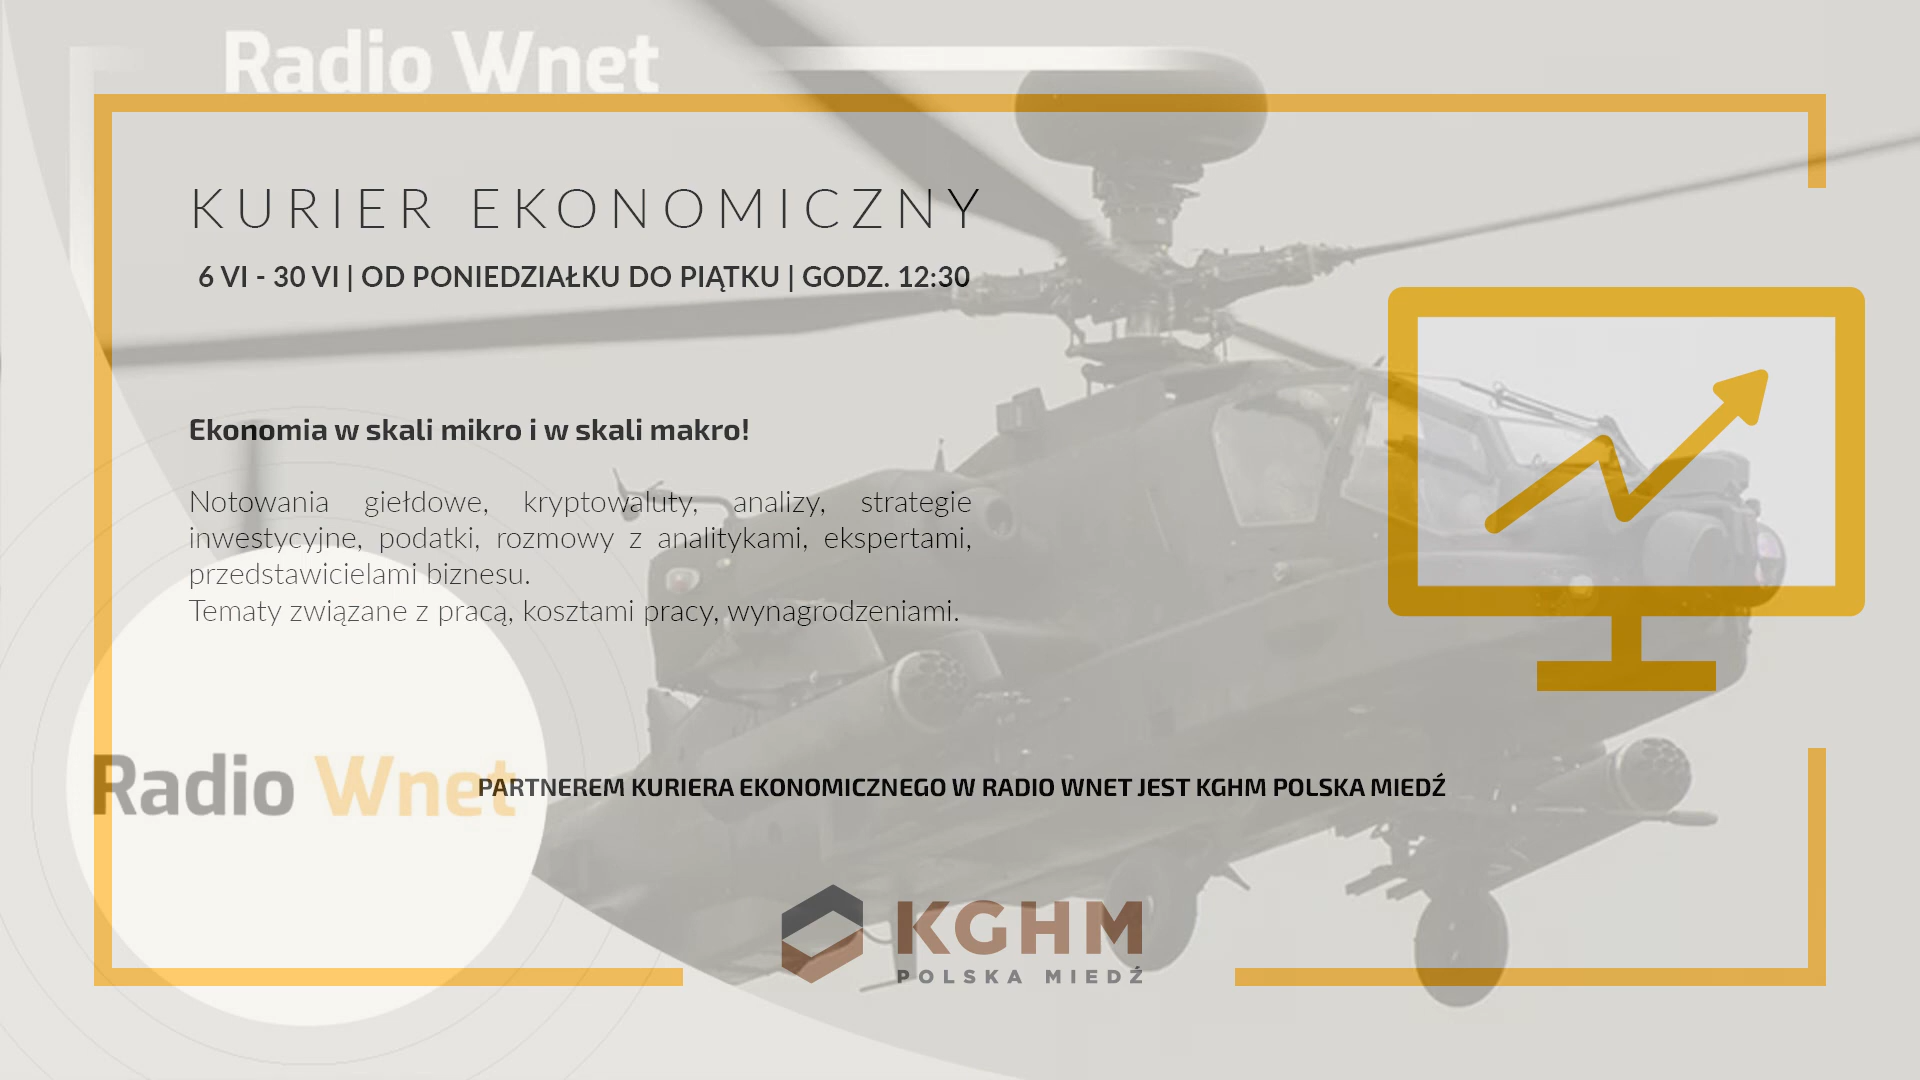 Radio Wnet
KURIER EKONOMICZNY
6 VI - 30 VI | OD PONIEDZIAŁKU DO PIĄTKU | GODZ. 12:30
Ekonomia w skali mikro i w skali makro!
Notowania giełdowe, kryptowaluty, analizy, strategie
inwestycyjne, podatki, rozmowy z analitykami, ekspertami,
przedstawicielami biznesu.
Tematy związane z pracą, kosztami pracy, wynagrodzeniami.
Radio Wnet
PARTNEREM KURIERA EKONOMICZNEGO W RADIO WNET JEST KGHM POLSKA MIEDŹ
KGHM
POLSKA MIEDŹ